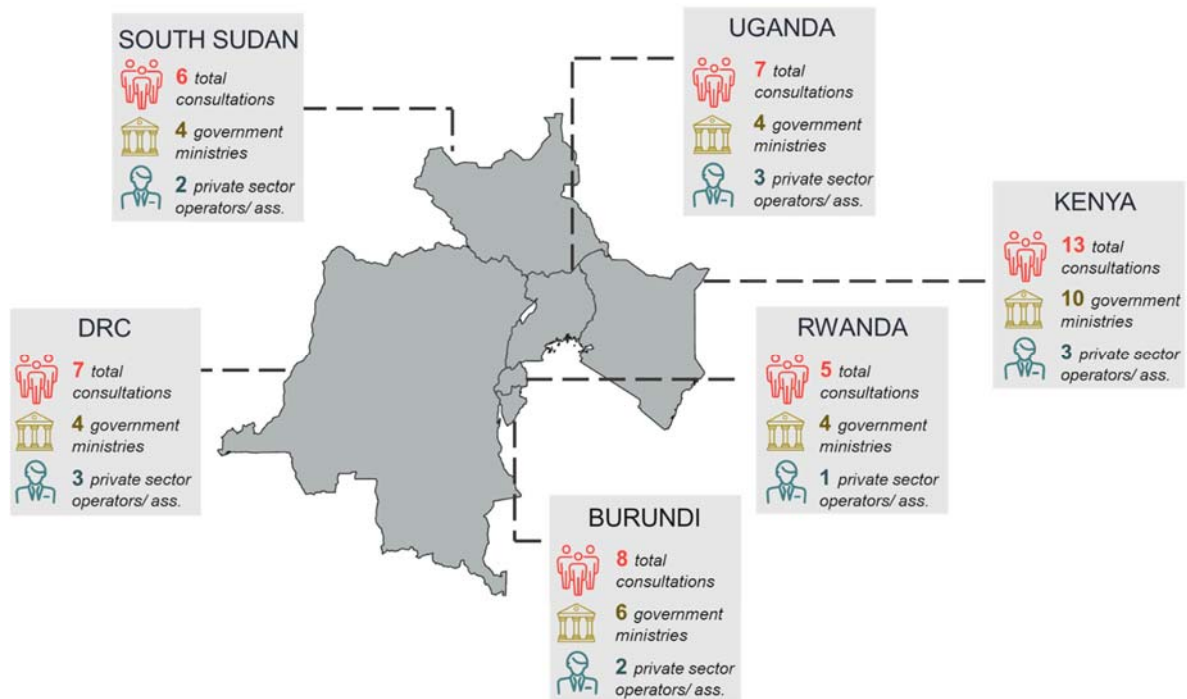 SOUTH SUDAN
6 total
consultations
4 government
ministries
2 private sector
operators/ ass.
UGANDA
7 total
consultations
4 government
ministries
3 private sector
operators/ ass.
KENYA
13 total
consultations
10 government
ministries
3 private sector
operators/ ass.
DRC
7 total
consultations
4 government
ministries
3 private sector
operators/ ass.
RWANDA
5 total
consultations
4 government
ministries
1 private sector
operators/ ass.
BURUNDI
8 total
consultations
6 government
ministries
2 private sector
operators/ ass.